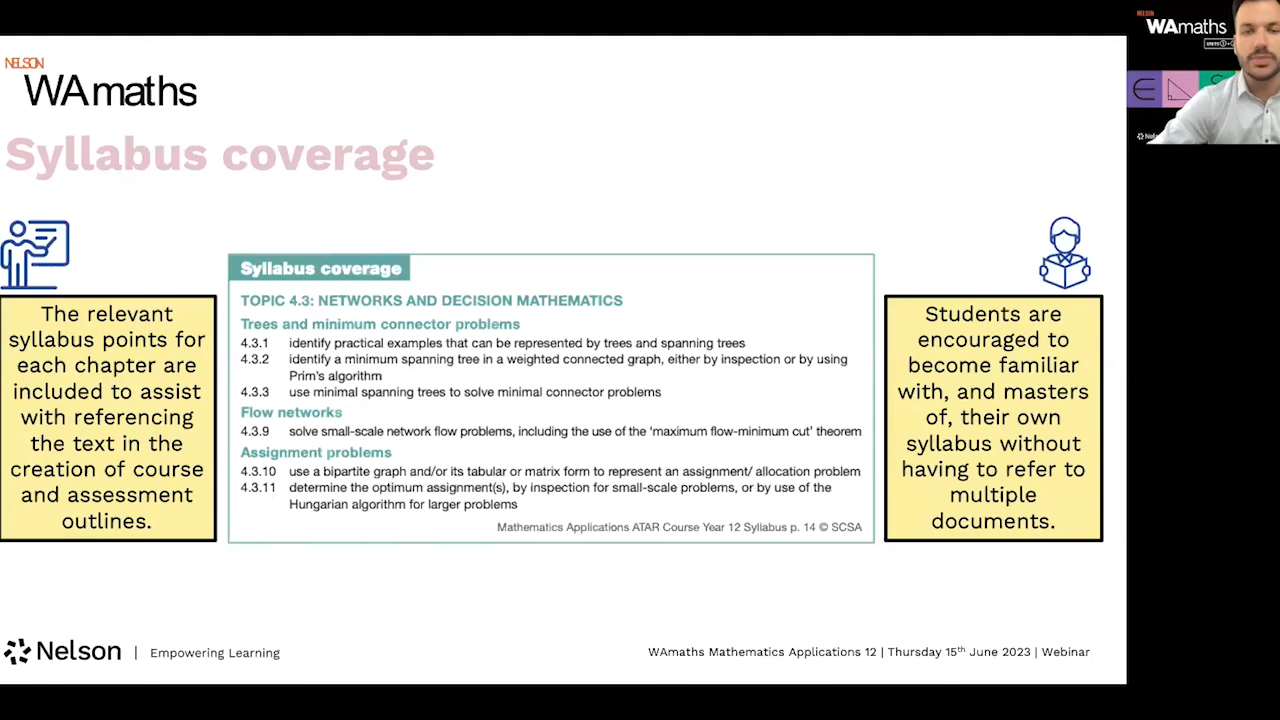 NELSON
WAmaths
Syllabus coverage
The relevant
syllabus points for
each chapter are
included to assist
with referencing
the text in the
creation of course
and assessment
outlines.
Syllabus coverage
TOPIC 4.3: NETWORKS AND DECISION MATHEMATICS
Trees and minimum connector problems
4.3.1 identify practical examples that can be represented by trees and spanning trees
4.3.2 identify a minimum spanning tree in a weighted connected graph, either by inspection or by using
Prim's algorithm
4.3.3 use minimal spanning trees to solve minimal connector problems
Flow networks
4.3.9 solve small-scale network flow problems, including the use of the 'maximum flow-minimum cut' theorem
Assignment problems
4.3.10 use a bipartite graph and/or its tabular or matrix form to represent an assignment/ allocation problem
4.3.11 determine the optimum assignment(s), by inspection for small-scale problems, or by use of the
Hungarian algorithm for larger problems
Mathematics Applications ATAR Course Year 12 Syllabus p. 14 © SCSA
Students are
encouraged to
become familiar
with, and masters
of, their own
syllabus without
having to refer to
multiple
documents.
Nelson | Empowering Learning
WAmaths Mathematics Applications 12 | Thursday 15th June 2023 | Webinar
NELSON
WAmaths
UNITS